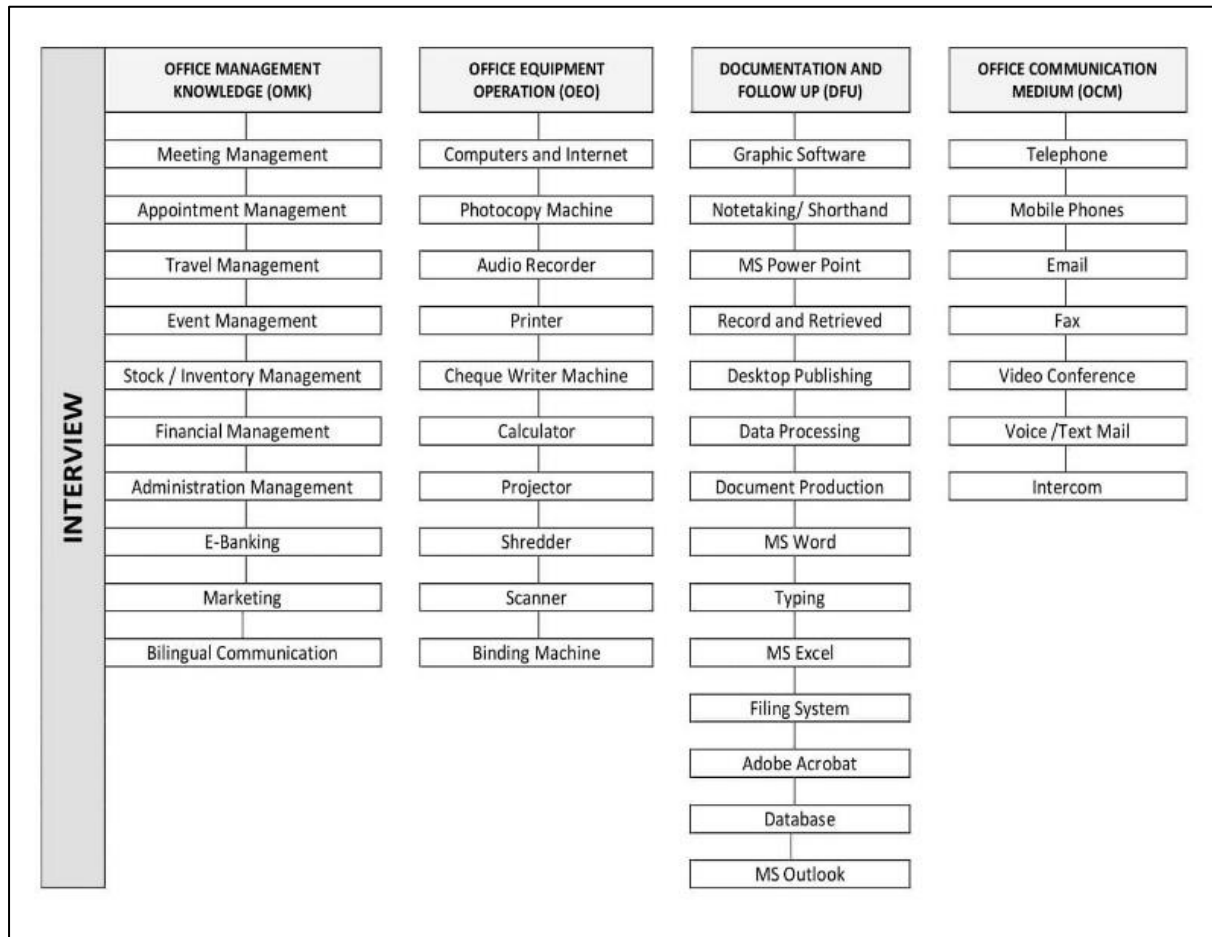 INTERVIEW
OFFICE MANAGEMENT
KNOWLEDGE (OMK)
Meeting Management
Appointment Management
Travel Management
Event Management
Stock / Inventory Management
Financial Management
Administration Management
E-Banking
Marketing
Bilingual Communication
OFFICE EQUIPMENT
OPERATION (OEO)
Computers and Internet
Photocopy Machine
Audio Recorder
Printer
Cheque Writer Machine
Calculator
Projector
Shredder
Scanner
Binding Machine
DOCUMENTATION AND
FOLLOW UP (DFU)
Graphic Software
Notetaking/ Shorthand
MS Power Point
Record and Retrieved
Desktop Publishing
Data Processing
Document Production
MS Word
Typing
MS Excel
Filing System
Adobe Acrobat
Database
MS Outlook
OFFICE COMMUNICATION
MEDIUM (OCM)
Telephone
Mobile Phones
Email
Fax
Video Conference
Voice /Text Mail
Intercom